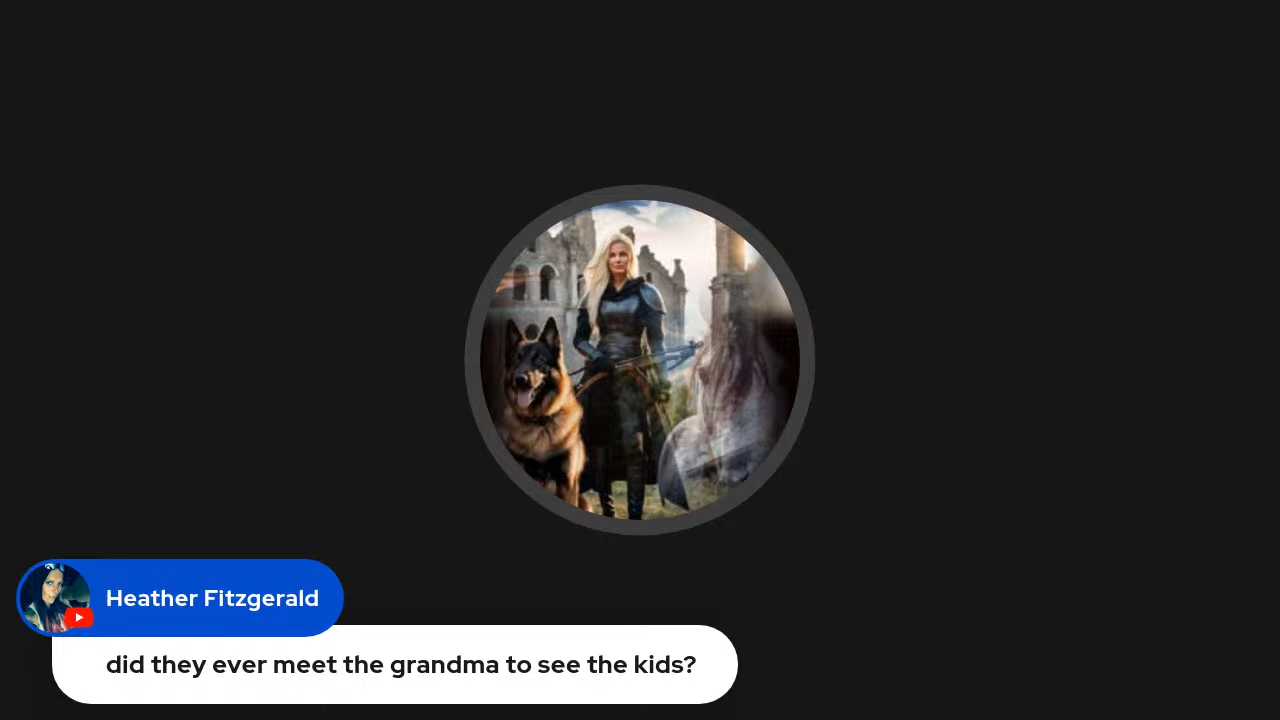 Heather Fitzgerald
did they ever meet the grandma to see the kids?